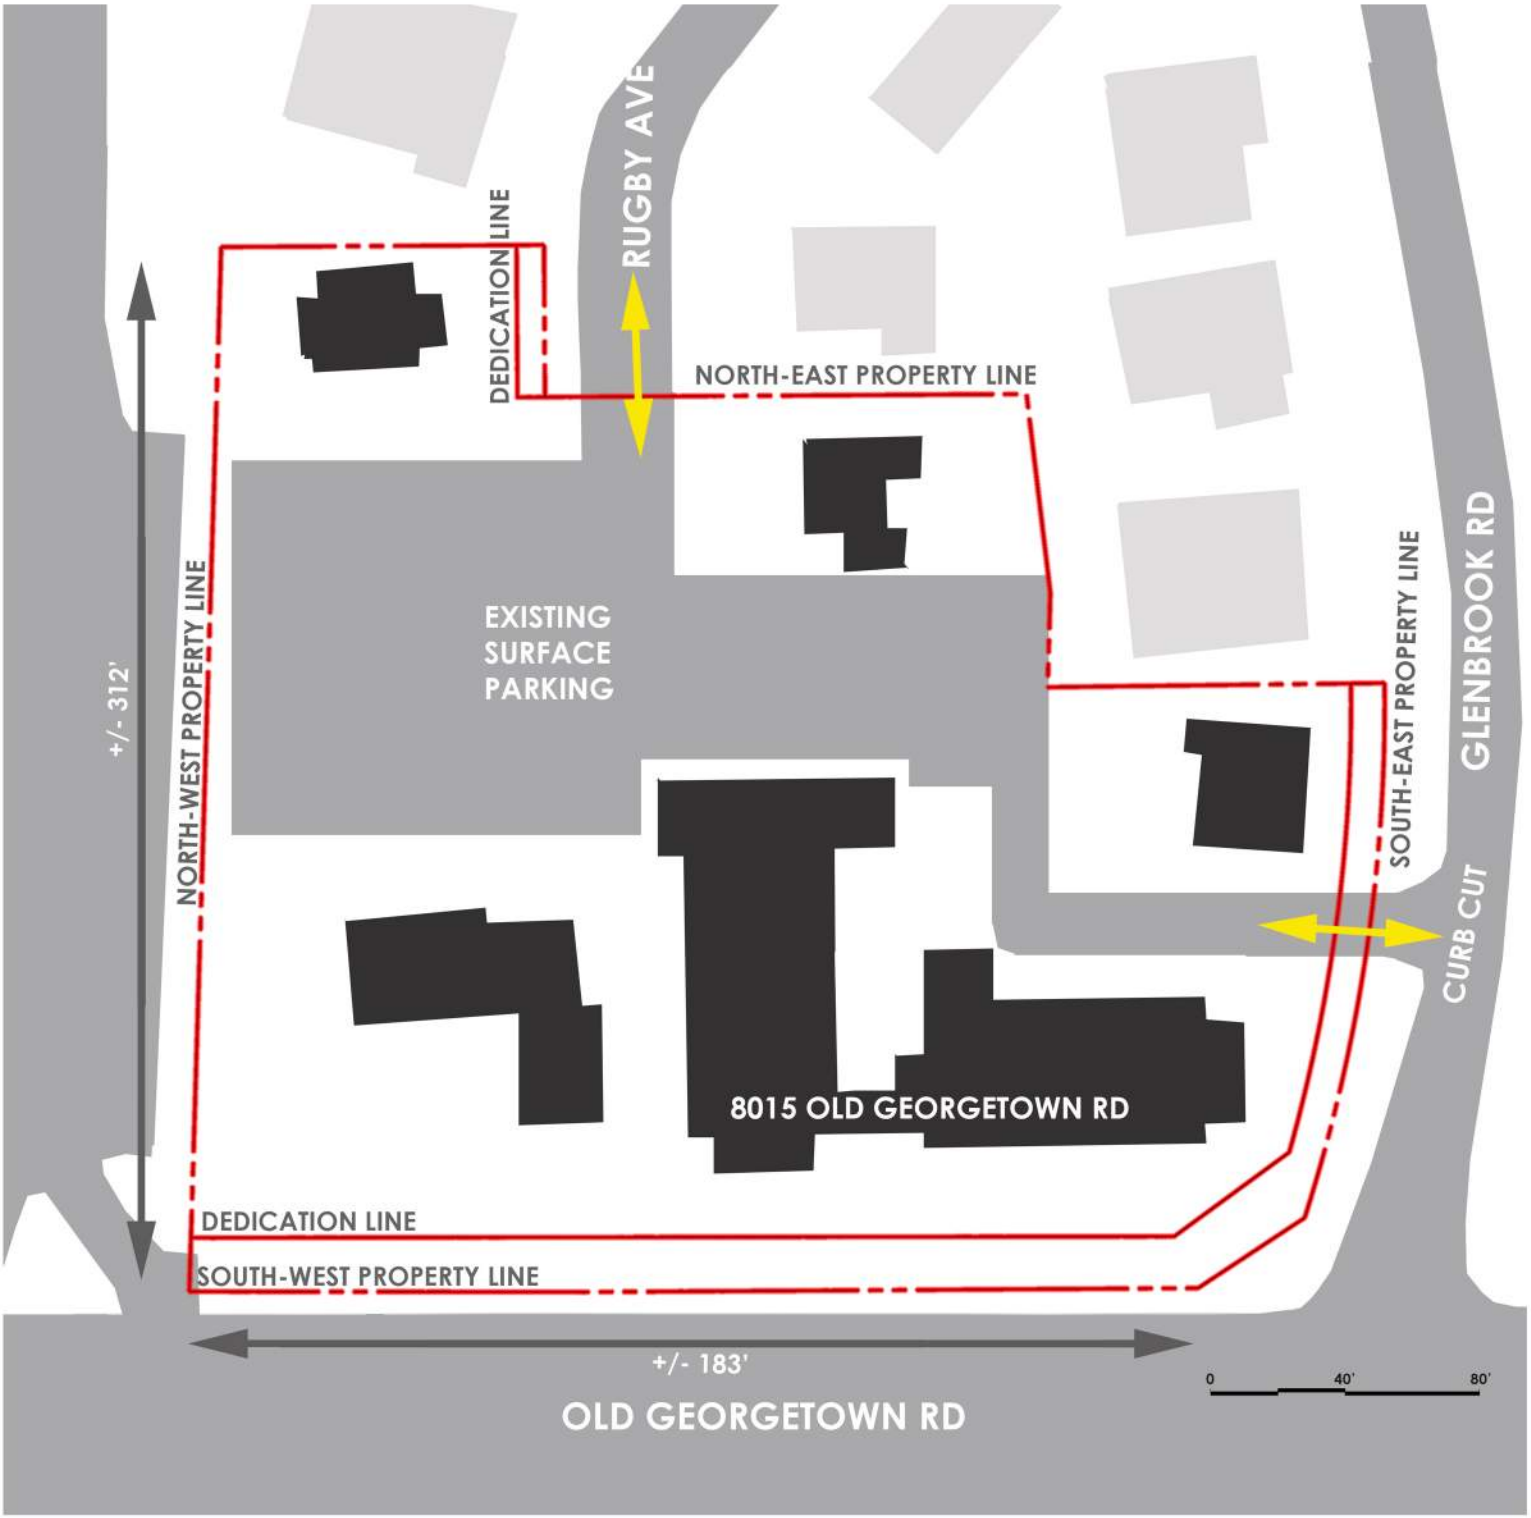 RUGBY AVE
DEDICATION LINE
NORTH-EAST PROPERTY LINE
GLENBROOK RD
SOUTH-EAST PROPERTY LINE
NORTH-WEST PROPERTY LINE
EXISTING
SURFACE
PARKING
+/- 312'
CURB CUT
8015 OLD GEORGETOWN RD
DEDICATION LINE
SOUTH-WEST PROPERTY LINE
+/- 183'
0 40' 80'
OLD GEORGETOWN RD